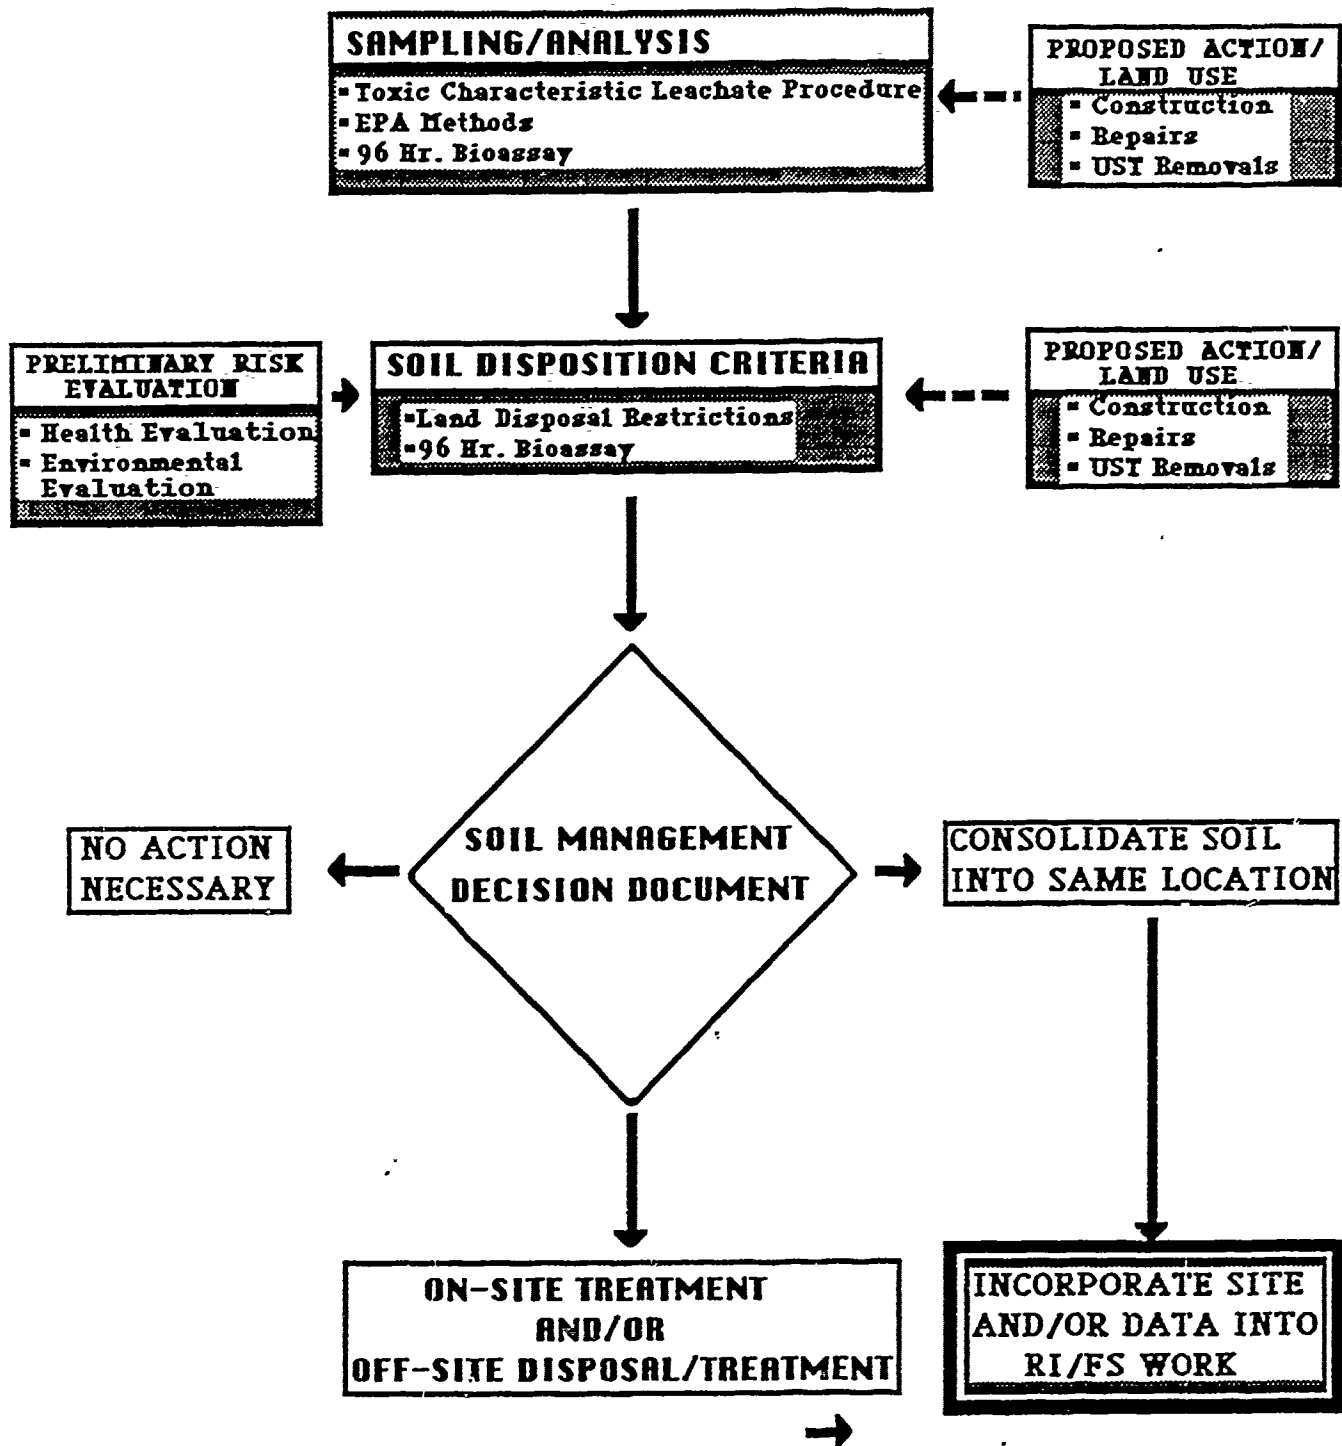 SAMPLING/ANALYSIS
▪ Toxic Characteristic Leachate Procedure
▪ EPA Methods
▪ 96 Hr. Bioassay
PROPOSED ACTION/
LAND USE
▪ Construction
▪ Repairs
▪ UST Removals
PRELIMINARY RISK
EVALUATION
▪ Health Evaluation
▪ Environmental
Evaluation
SOIL DISPOSITION CRITERIA
▪Land Disposal Restrictions
▪96 Hr. Bioassay
PROPOSED ACTION/
LAND USE
▪ Construction
▪ Repairs
▪ UST Removals
NO ACTION
NECESSARY
SOIL MANAGEMENT
DECISION DOCUMENT
CONSOLIDATE SOIL
INTO SAME LOCATION
ON-SITE TREATMENT
AND/OR
OFF-SITE DISPOSAL/TREATMENT
INCORPORATE SITE
AND/OR DATA INTO
RI/FS WORK